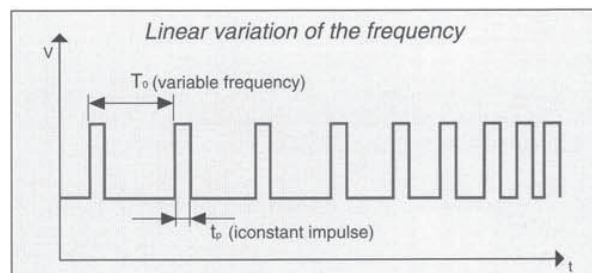 Linear variation of the frequency
V
T₀ (variable frequency)
tₚ (iconstant impulse)
t